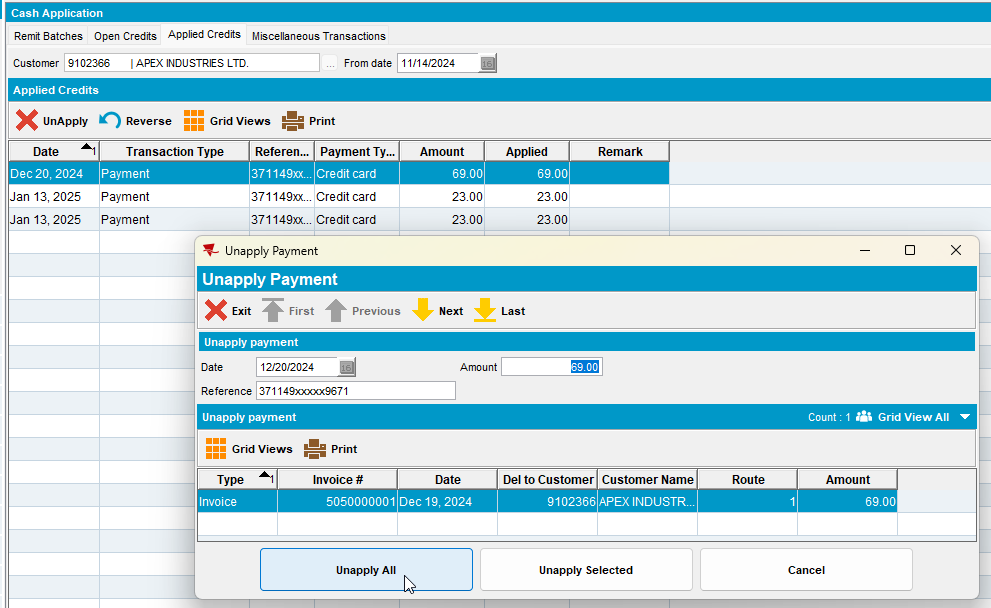 Cash Application
Remit Batches Open Credits Applied Credits Miscellaneous Transactions
Customer 9102366 | APEX INDUSTRIES LTD. ... From date 11/14/2024 16
Applied Credits
UnApply Reverse Grid Views Print
Date 1 Transaction Type Referen... Payment Ty... Amount Applied Remark
Dec 20, 2024 Payment 371149xx... Credit card 69.00 69.00
Jan 13, 2025 Payment 371149xx... Credit card 23.00 23.00
Jan 13, 2025 Payment 371149xx... Credit card 23.00 23.00
Unapply Payment
Unapply Payment
Exit First Previous Next Last
Unapply payment
Date 12/20/2024 16 Amount 69.00
Reference 371149xxxxx9671
Unapply payment Count : 1 Grid View All
Grid Views Print
Type 1 Invoice # Date Del to Customer Customer Name Route Amount
Invoice 5050000001 Dec 19, 2024 9102366 APEX INDUSTR... 1 69.00
Unapply All Unapply Selected Cancel